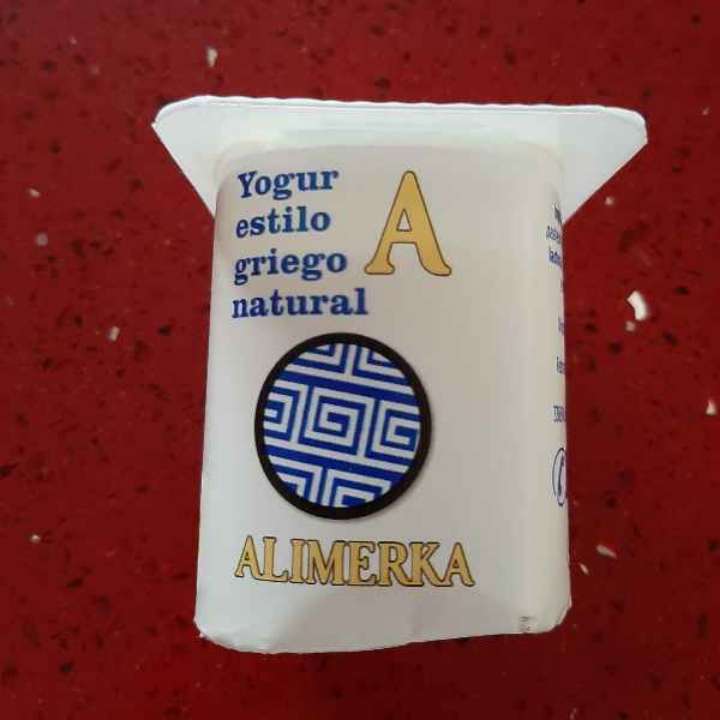 Yogur
estilo
griego
natural
A
ALIMERKA